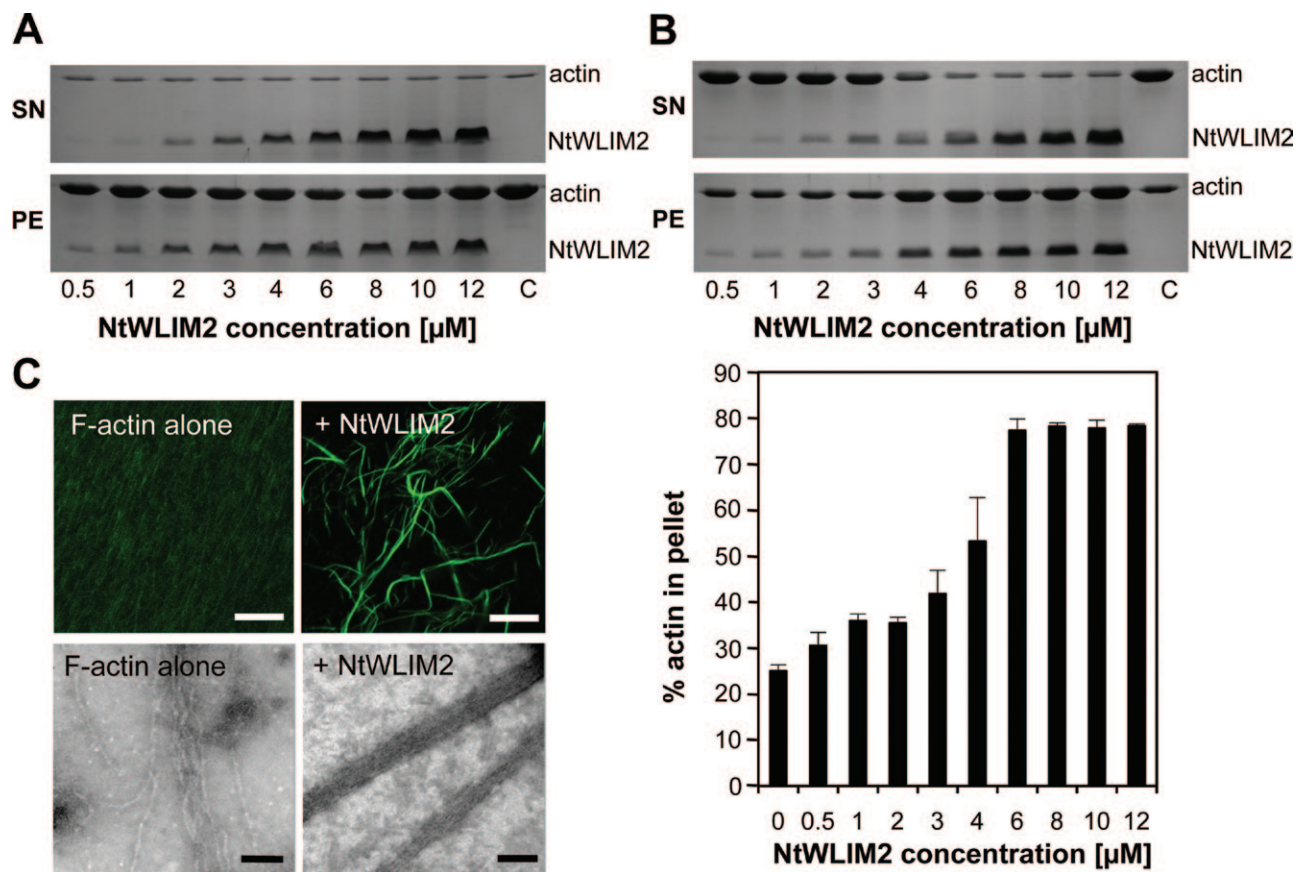 A
SN
actin
NtWLIM2
PE
actin
NtWLIM2
0.5 1 2 3 4 6 8 10 12 C
NtWLIM2 concentration [µM]
B
SN
actin
NtWLIM2
PE
actin
NtWLIM2
0.5 1 2 3 4 6 8 10 12 C
NtWLIM2 concentration [µM]
C
F-actin alone
+ NtWLIM2
F-actin alone
+ NtWLIM2
% actin in pellet
90
80
70
60
50
40
30
20
10
0
0 0.5 1 2 3 4 6 8 10 12
NtWLIM2 concentration [µM]